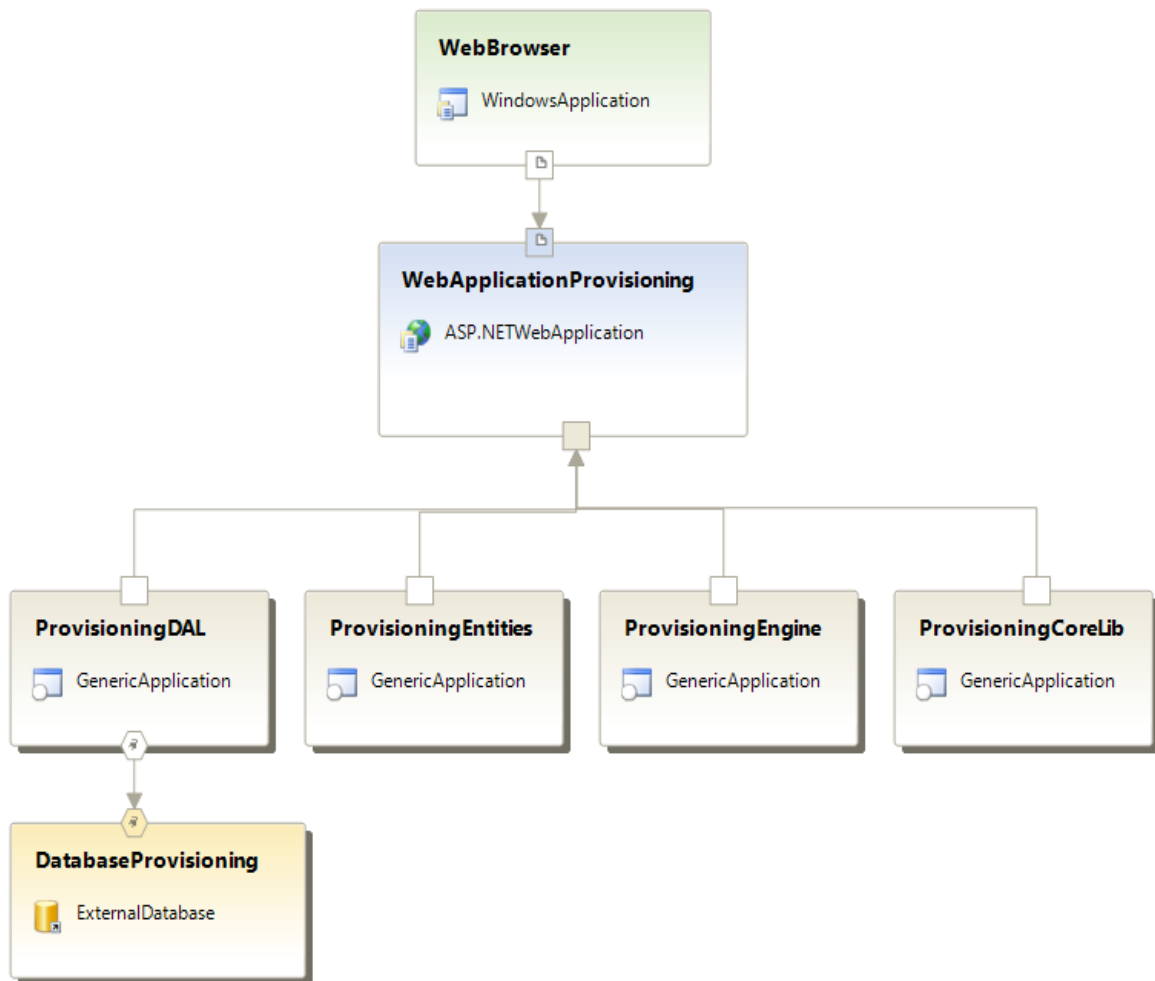 WebBrowser
WindowsApplication
WebApplicationProvisioning
ASP.NETWebApplication
ProvisioningDAL
GenericApplication
ProvisioningEntities
GenericApplication
ProvisioningEngine
GenericApplication
ProvisioningCoreLib
GenericApplication
DatabaseProvisioning
ExternalDatabase